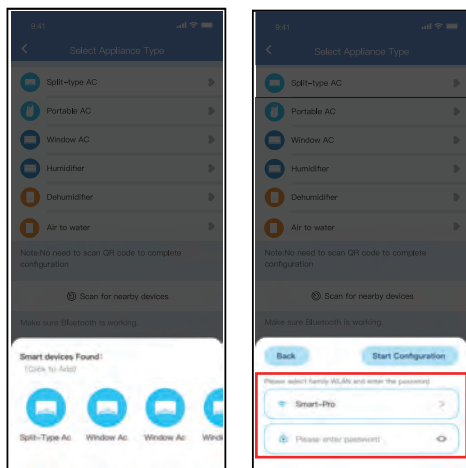 9:41
Select Appliance Type
Split-type AC
Portable AC
Window AC
Humidifier
Dehumidifier
Air to water
Note:No need to scan QR code to complete
configuration
Scan for nearby devices
Make sure Bluetooth is working.
Smart devices Found:
(Click to Add)
Split-Type Ac Window Ac Window Ac Wind
9:41
Select Appliance Type
Split-type AC
Portable AC
Window AC
Humidifier
Dehumidifier
Air to water
Note:No need to scan QR code to complete
configuration
Scan for nearby devices
Make sure Bluetooth is working.
Back Start Configuration
Please select family WLAN and enter the password
Smart-Pro
Please enter password